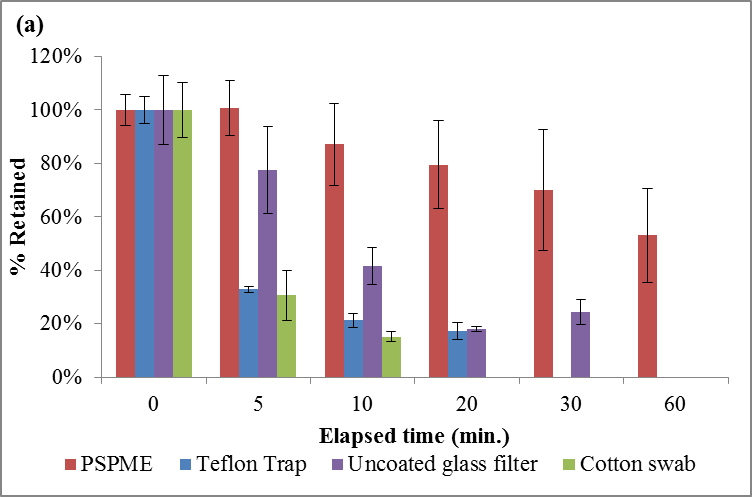 (a)
120%
100%
80%
60%
40%
20%
0%
% Retained
0 5 10 20 30 60
Elapsed time (min.)
PSPME Teflon Trap Uncoated glass filter Cotton swab